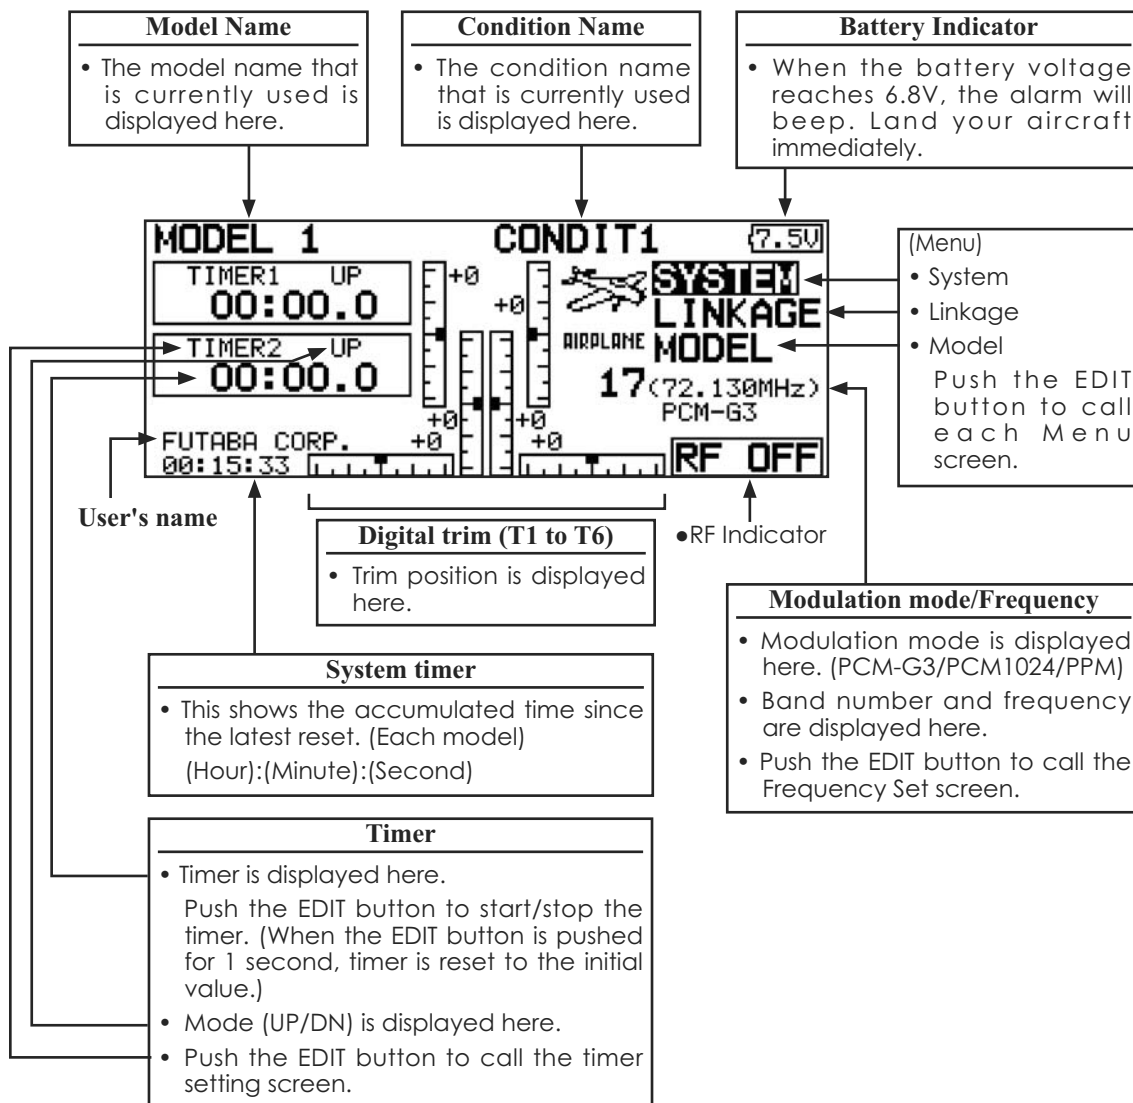 Model Name
• The model name that
is currently used is
displayed here.
Condition Name
• The condition name
that is currently used
is displayed here.
Battery Indicator
• When the battery voltage
reaches 6.8V, the alarm will
beep. Land your aircraft
immediately.
MODEL 1
CONDIT1
7.5V
TIMER1 UP
00:00.0
+0
+0
SYSTEM
LINKAGE
AIRPLANE
MODEL
TIMER2 UP
00:00.0
17(72.130MHz)
PCM-G3
+0
+0
+0
+0
FUTABA CORP.
00:15:33
RF OFF
(Menu)
• System
• Linkage
• Model
Push the EDIT
button to call
each Menu
screen.
User's name
Digital trim (T1 to T6)
• Trim position is displayed
here.
●RF Indicator
Modulation mode/Frequency
• Modulation mode is displayed
here. (PCM-G3/PCM1024/PPM)
• Band number and frequency
are displayed here.
• Push the EDIT button to call the
Frequency Set screen.
System timer
• This shows the accumulated time since
the latest reset. (Each model)
(Hour):(Minute):(Second)
Timer
• Timer is displayed here.
Push the EDIT button to start/stop the
timer. (When the EDIT button is pushed
for 1 second, timer is reset to the initial
value.)
• Mode (UP/DN) is displayed here.
• Push the EDIT button to call the timer
setting screen.